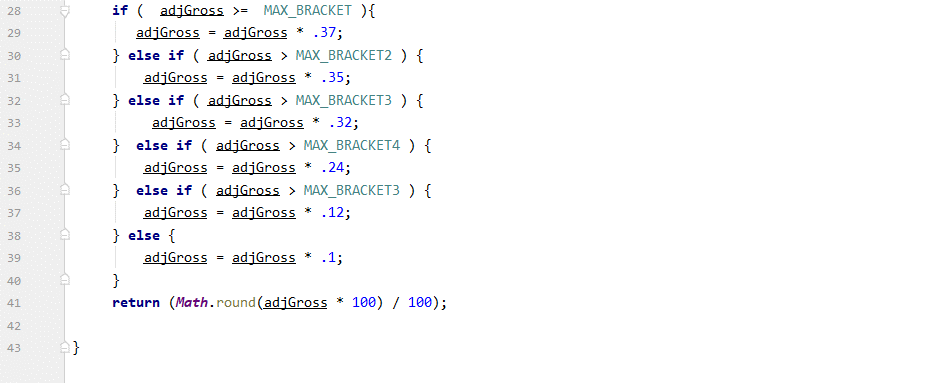 28 if (  adjGross >=  MAX_BRACKET ){
29 adjGross = adjGross * .37;
30 } else if ( adjGross > MAX_BRACKET2 ) {
31 adjGross = adjGross * .35;
32 } else if ( adjGross > MAX_BRACKET3 ) {
33 adjGross = adjGross * .32;
34 }  else if ( adjGross > MAX_BRACKET4 ) {
35 adjGross = adjGross * .24;
36 }  else if ( adjGross > MAX_BRACKET3 ) {
37 adjGross = adjGross * .12;
38 } else {
39 adjGross = adjGross * .1;
40 }
41 return (Math.round(adjGross * 100) / 100);
42
43 }